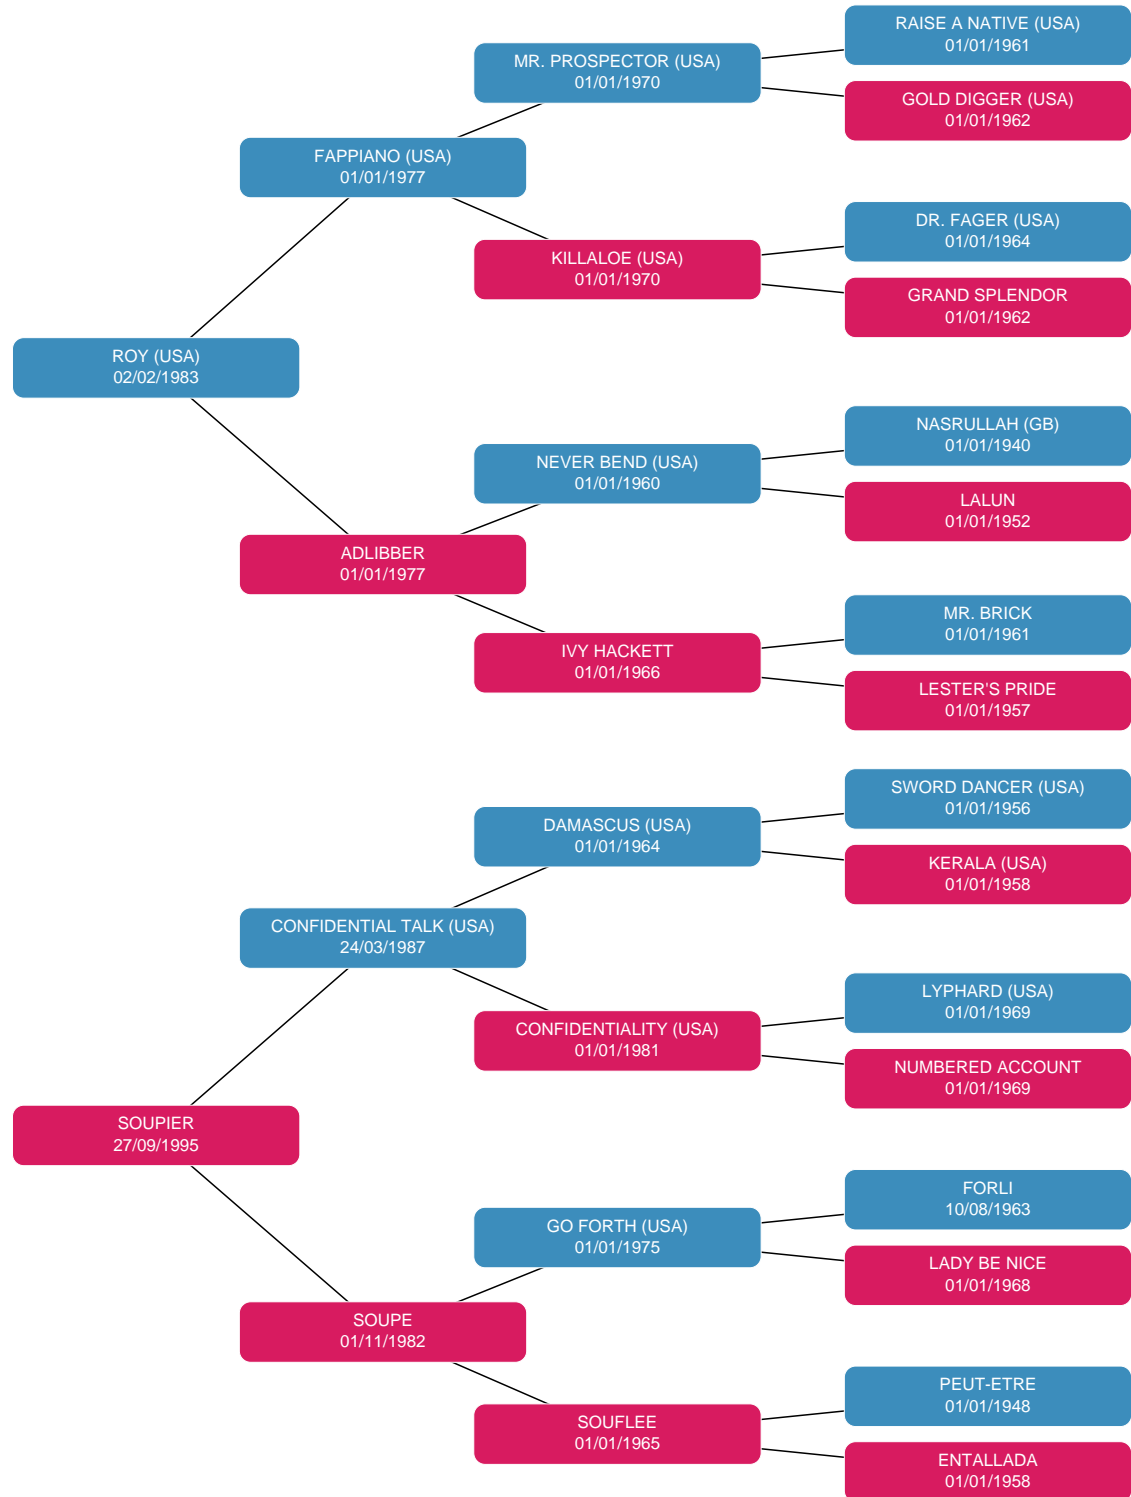 RAISE A NATIVE (USA)
01/01/1961
MR. PROSPECTOR (USA)
01/01/1970
GOLD DIGGER (USA)
01/01/1962
FAPPIANO (USA)
01/01/1977
DR. FAGER (USA)
01/01/1964
KILLALOE (USA)
01/01/1970
GRAND SPLENDOR
01/01/1962
ROY (USA)
02/02/1983
NASRULLAH (GB)
01/01/1940
NEVER BEND (USA)
01/01/1960
LALUN
01/01/1952
ADLIBBER
01/01/1977
MR. BRICK
01/01/1961
IVY HACKETT
01/01/1966
LESTER'S PRIDE
01/01/1957
SWORD DANCER (USA)
01/01/1956
DAMASCUS (USA)
01/01/1964
KERALA (USA)
01/01/1958
CONFIDENTIAL TALK (USA)
24/03/1987
LYPHARD (USA)
01/01/1969
CONFIDENTIALITY (USA)
01/01/1981
NUMBERED ACCOUNT
01/01/1969
SOUPIER
27/09/1995
FORLI
10/08/1963
GO FORTH (USA)
01/01/1975
LADY BE NICE
01/01/1968
SOUPE
01/11/1982
PEUT-ETRE
01/01/1948
SOUFLEE
01/01/1965
ENTALLADA
01/01/1958